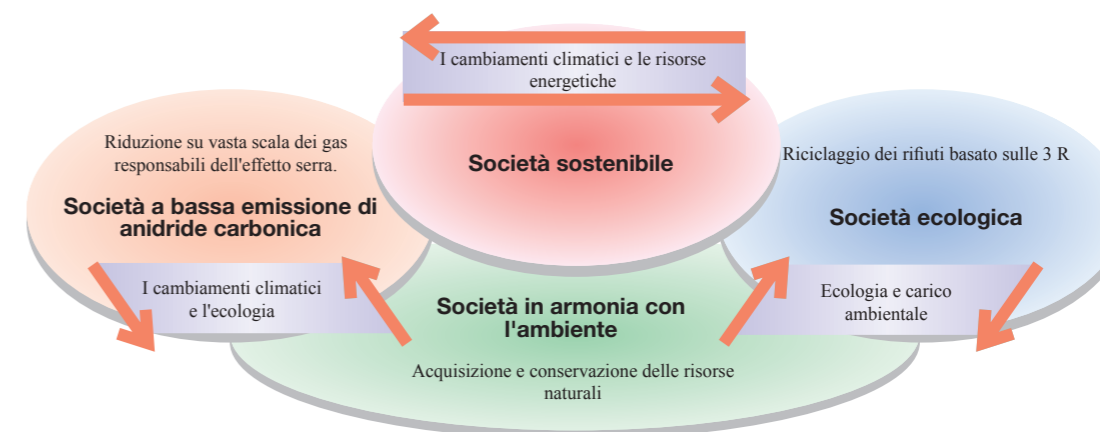 I cambiamenti climatici e le risorse
energetiche
Riduzione su vasta scala dei gas
responsabili dell'effetto serra.
Società a bassa emissione di
anidride carbonica
Società sostenibile
Riciclaggio dei rifiuti basato sulle 3 R
Società ecologica
I cambiamenti climatici
e l'ecologia
Società in armonia con
l'ambiente
Acquisizione e conservazione delle risorse
naturali
Ecologia e carico
ambientale